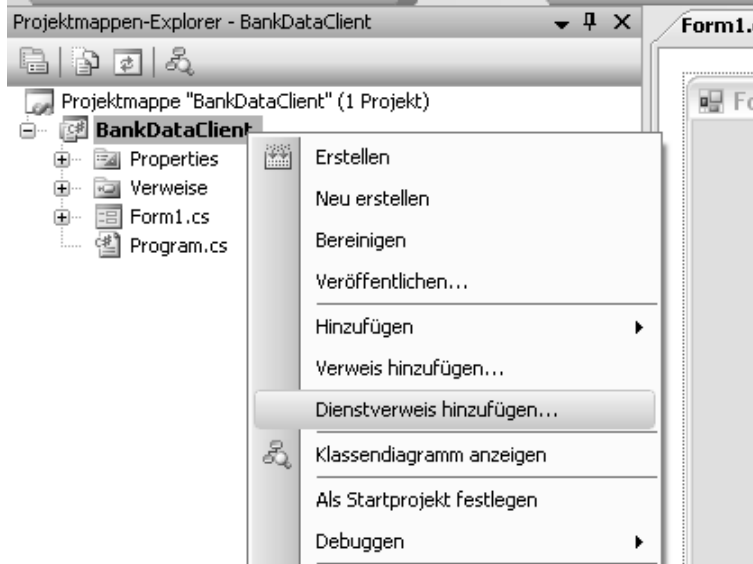 Projektmappen-Explorer - BankDataClient
Form1.
Projektmappe "BankDataClient" (1 Projekt)
Fo
BankDataClient
Properties
Verweise
Form1.cs
Program.cs
Erstellen
Neu erstellen
Bereinigen
Veröffentlichen...
Hinzufügen
Verweis hinzufügen...
Dienstverweis hinzufügen...
Klassendiagramm anzeigen
Als Startprojekt festlegen
Debuggen